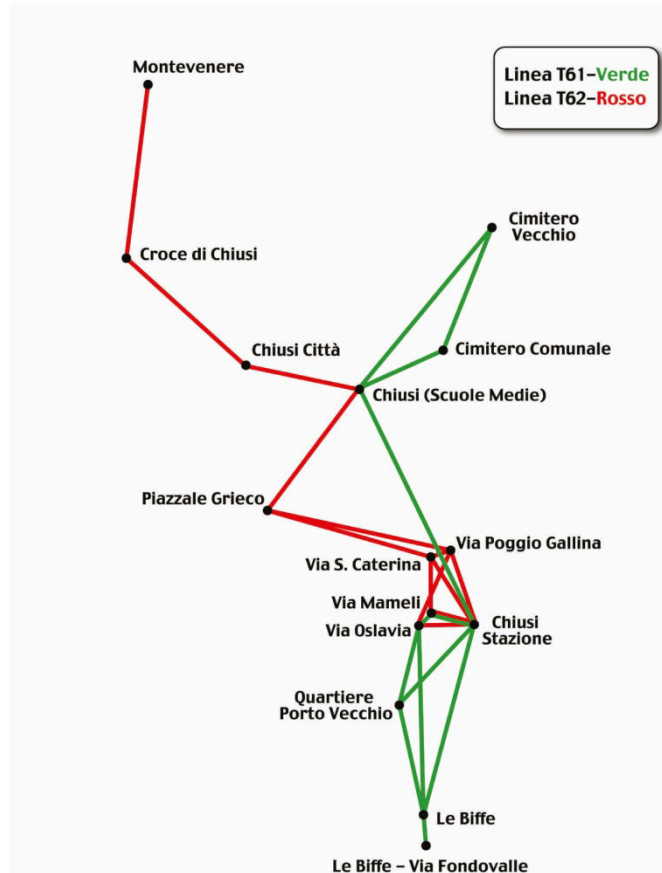 Montevenere
Linea T61-Verde
Linea T62-Rosso
Cimitero
Vecchio
Croce di Chiusi
Chiusi Città
Cimitero Comunale
Chiusi (Scuole Medie)
Piazzale Grieco
Via Poggio Gallina
Via S. Caterina
Via Mameli
Via Oslavia
Chiusi
Stazione
Quartiere
Porto Vecchio
Le Biffe
Le Biffe - Via Fondovalle